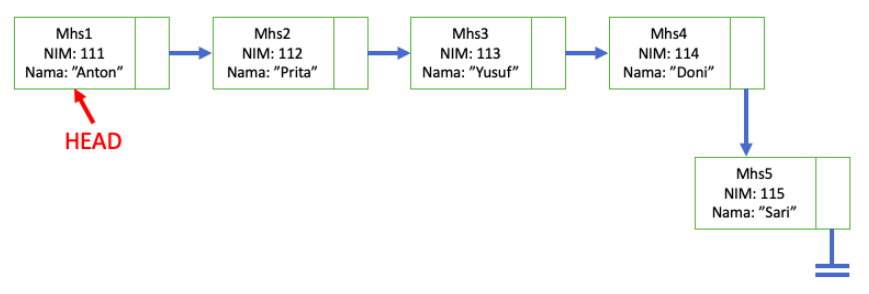 Mhs1
NIM: 111
Nama: ”Anton”
Mhs2
NIM: 112
Nama: ”Prita”
Mhs3
NIM: 113
Nama: ”Yusuf”
Mhs4
NIM: 114
Nama: ”Doni”
HEAD
Mhs5
NIM: 115
Nama: ”Sari”